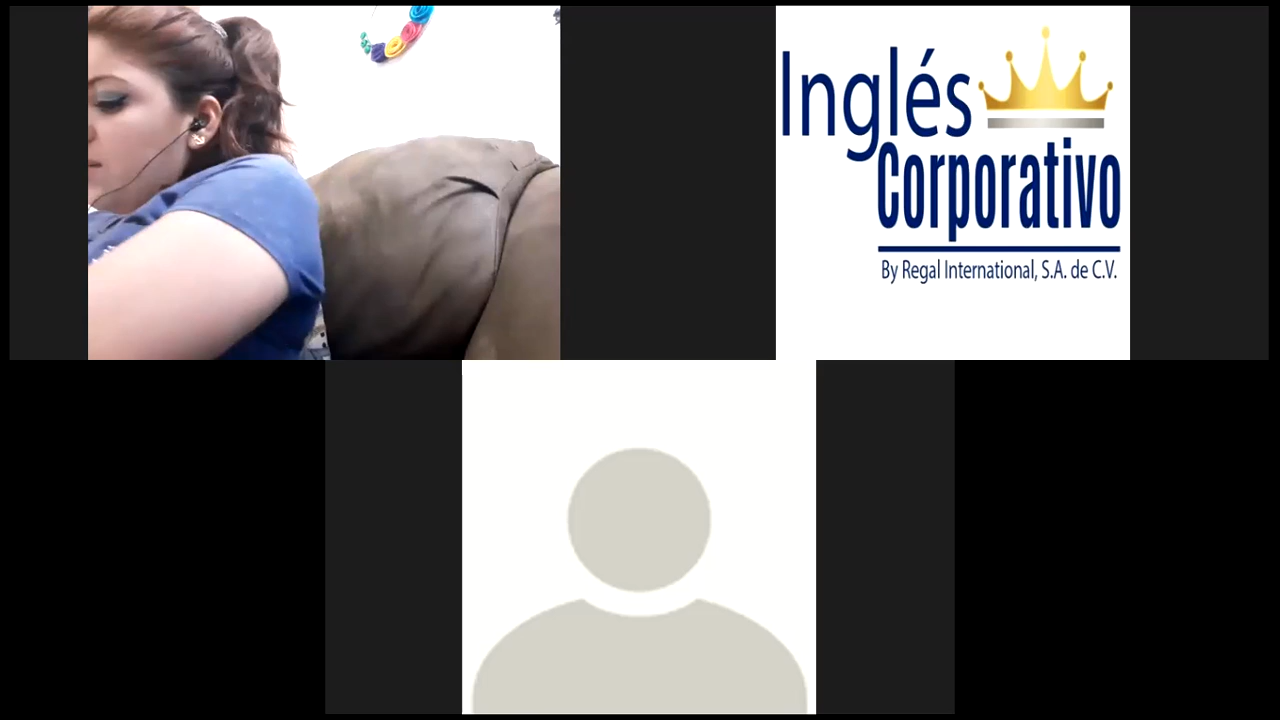 Inglés
Corporativo
By Regal International, S.A. de C.V.